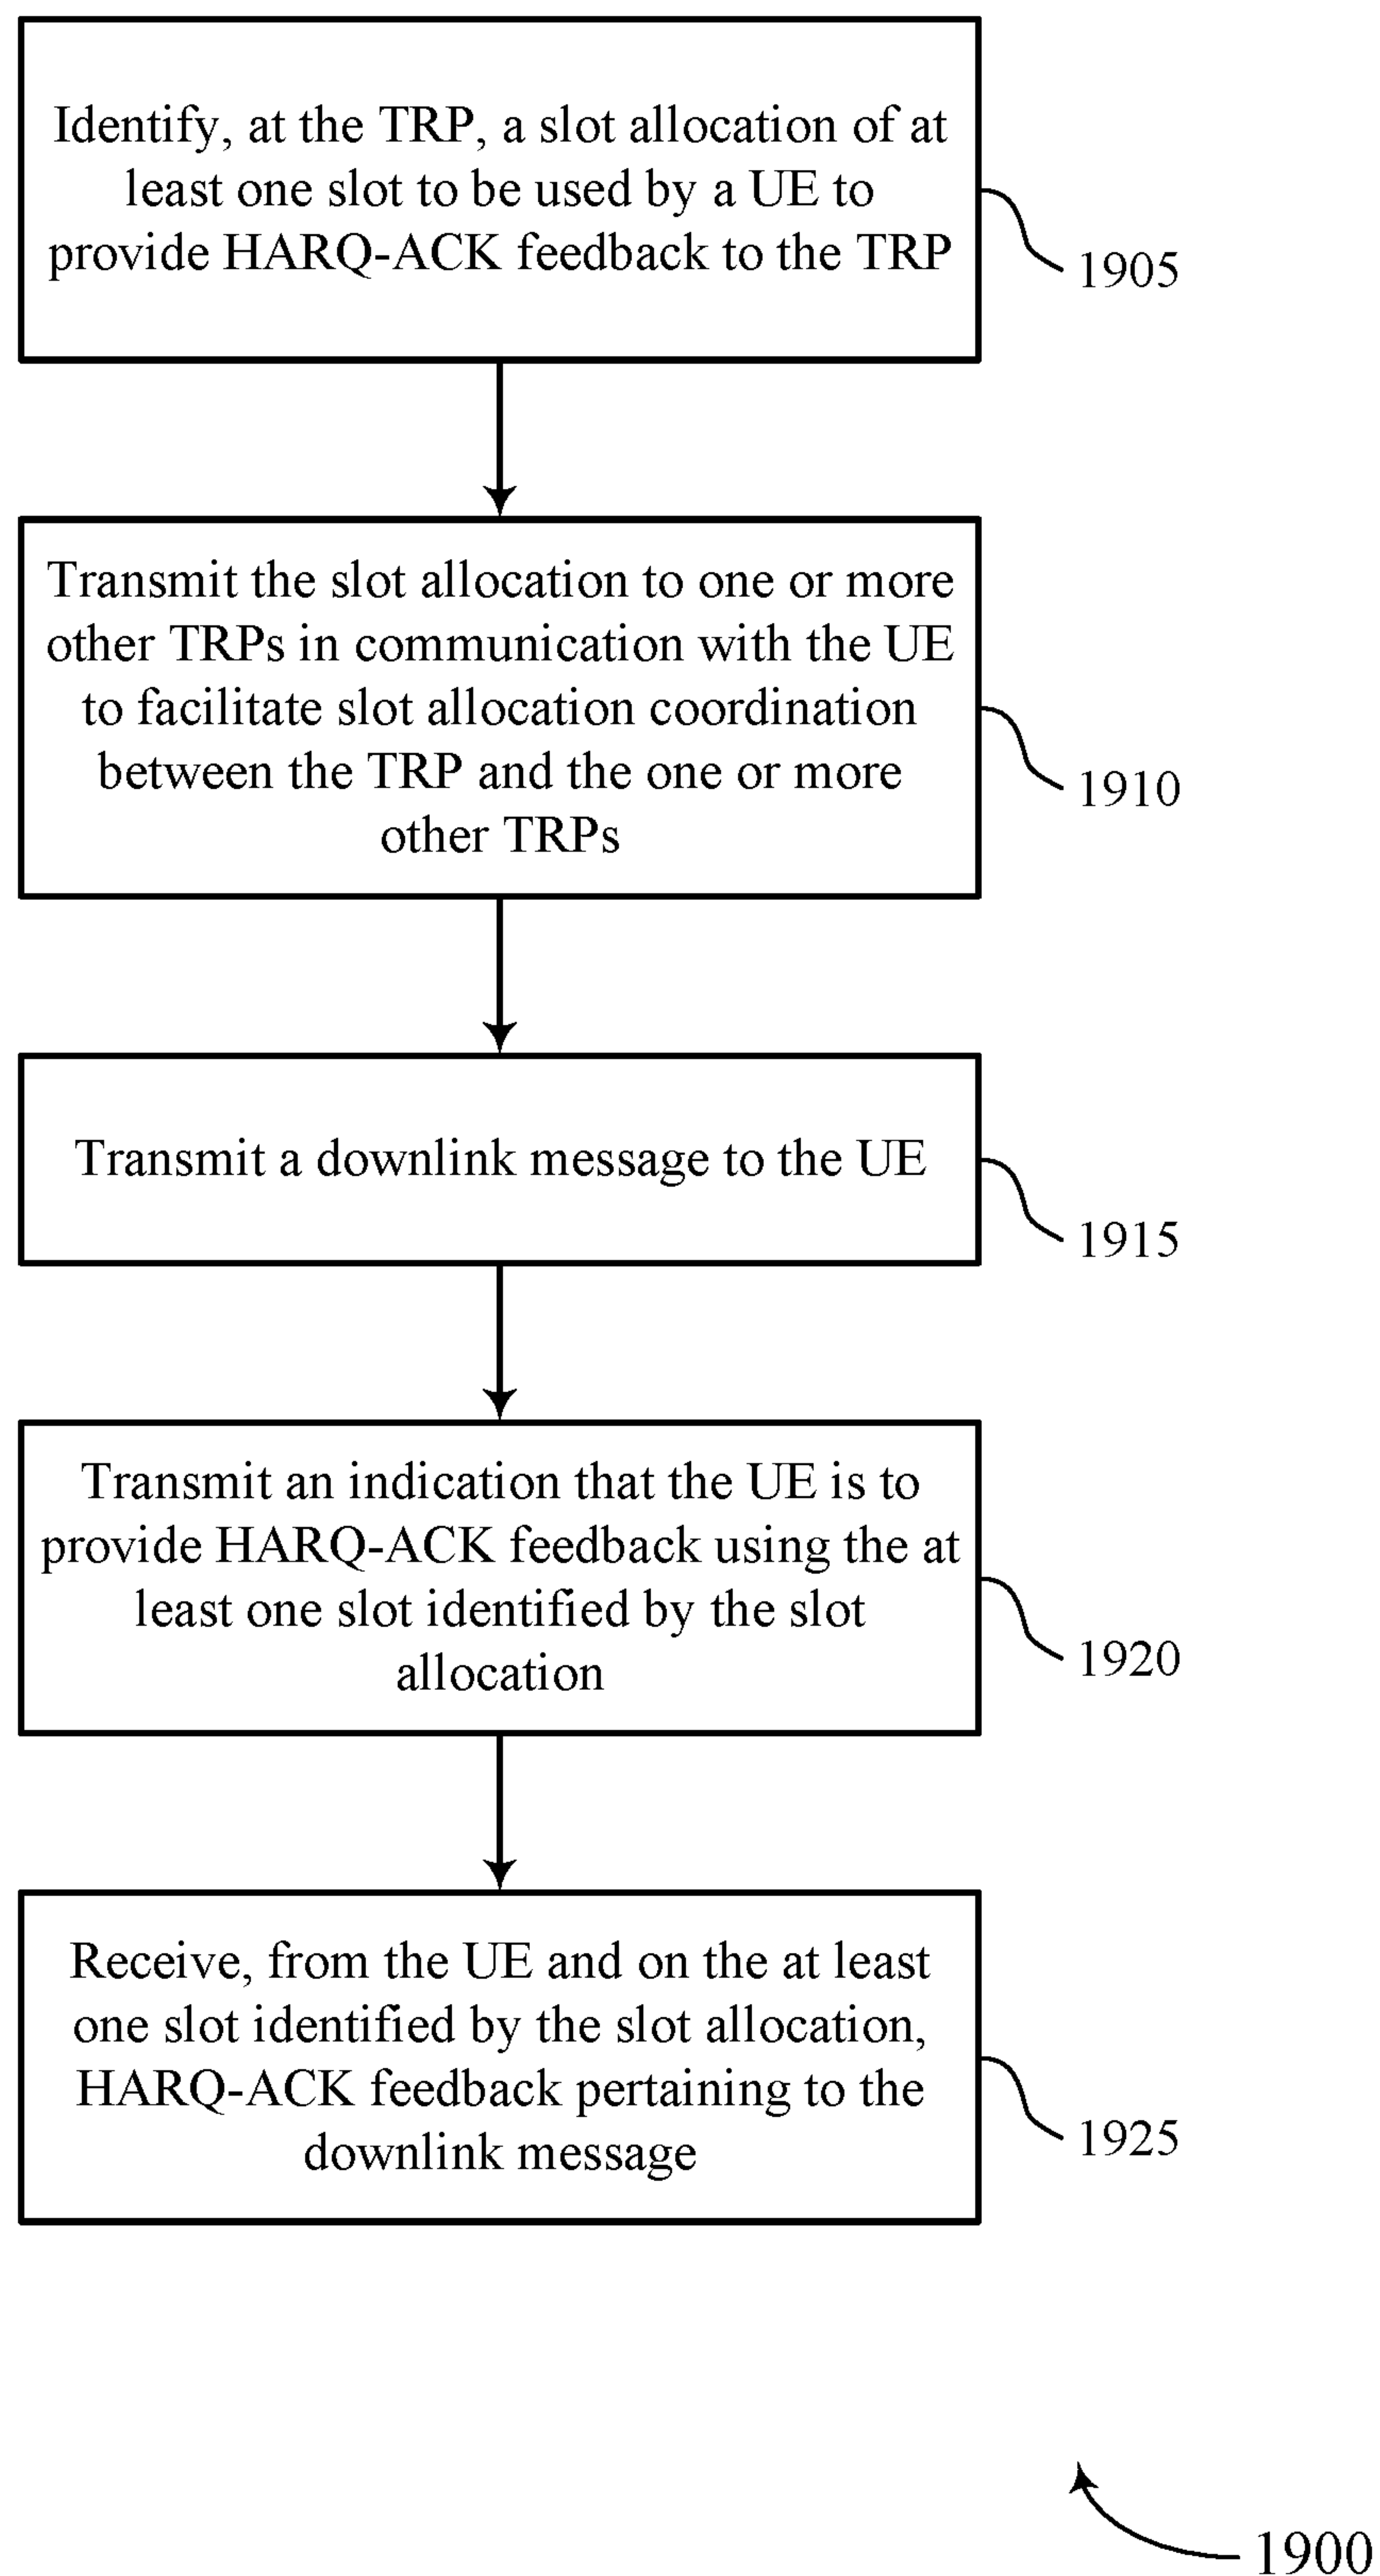 Identify, at the TRP, a slot allocation of at
least one slot to be used by a UE to
provide HARQ-ACK feedback to the TRP
1905
Transmit the slot allocation to one or more
other TRPs in communication with the UE
to facilitate slot allocation coordination
between the TRP and the one or more
other TRPs
1910
Transmit a downlink message to the UE
1915
Transmit an indication that the UE is to
provide HARQ-ACK feedback using the at
least one slot identified by the slot
allocation
1920
Receive, from the UE and on the at least
one slot identified by the slot allocation,
HARQ-ACK feedback pertaining to the
downlink message
1925
1900